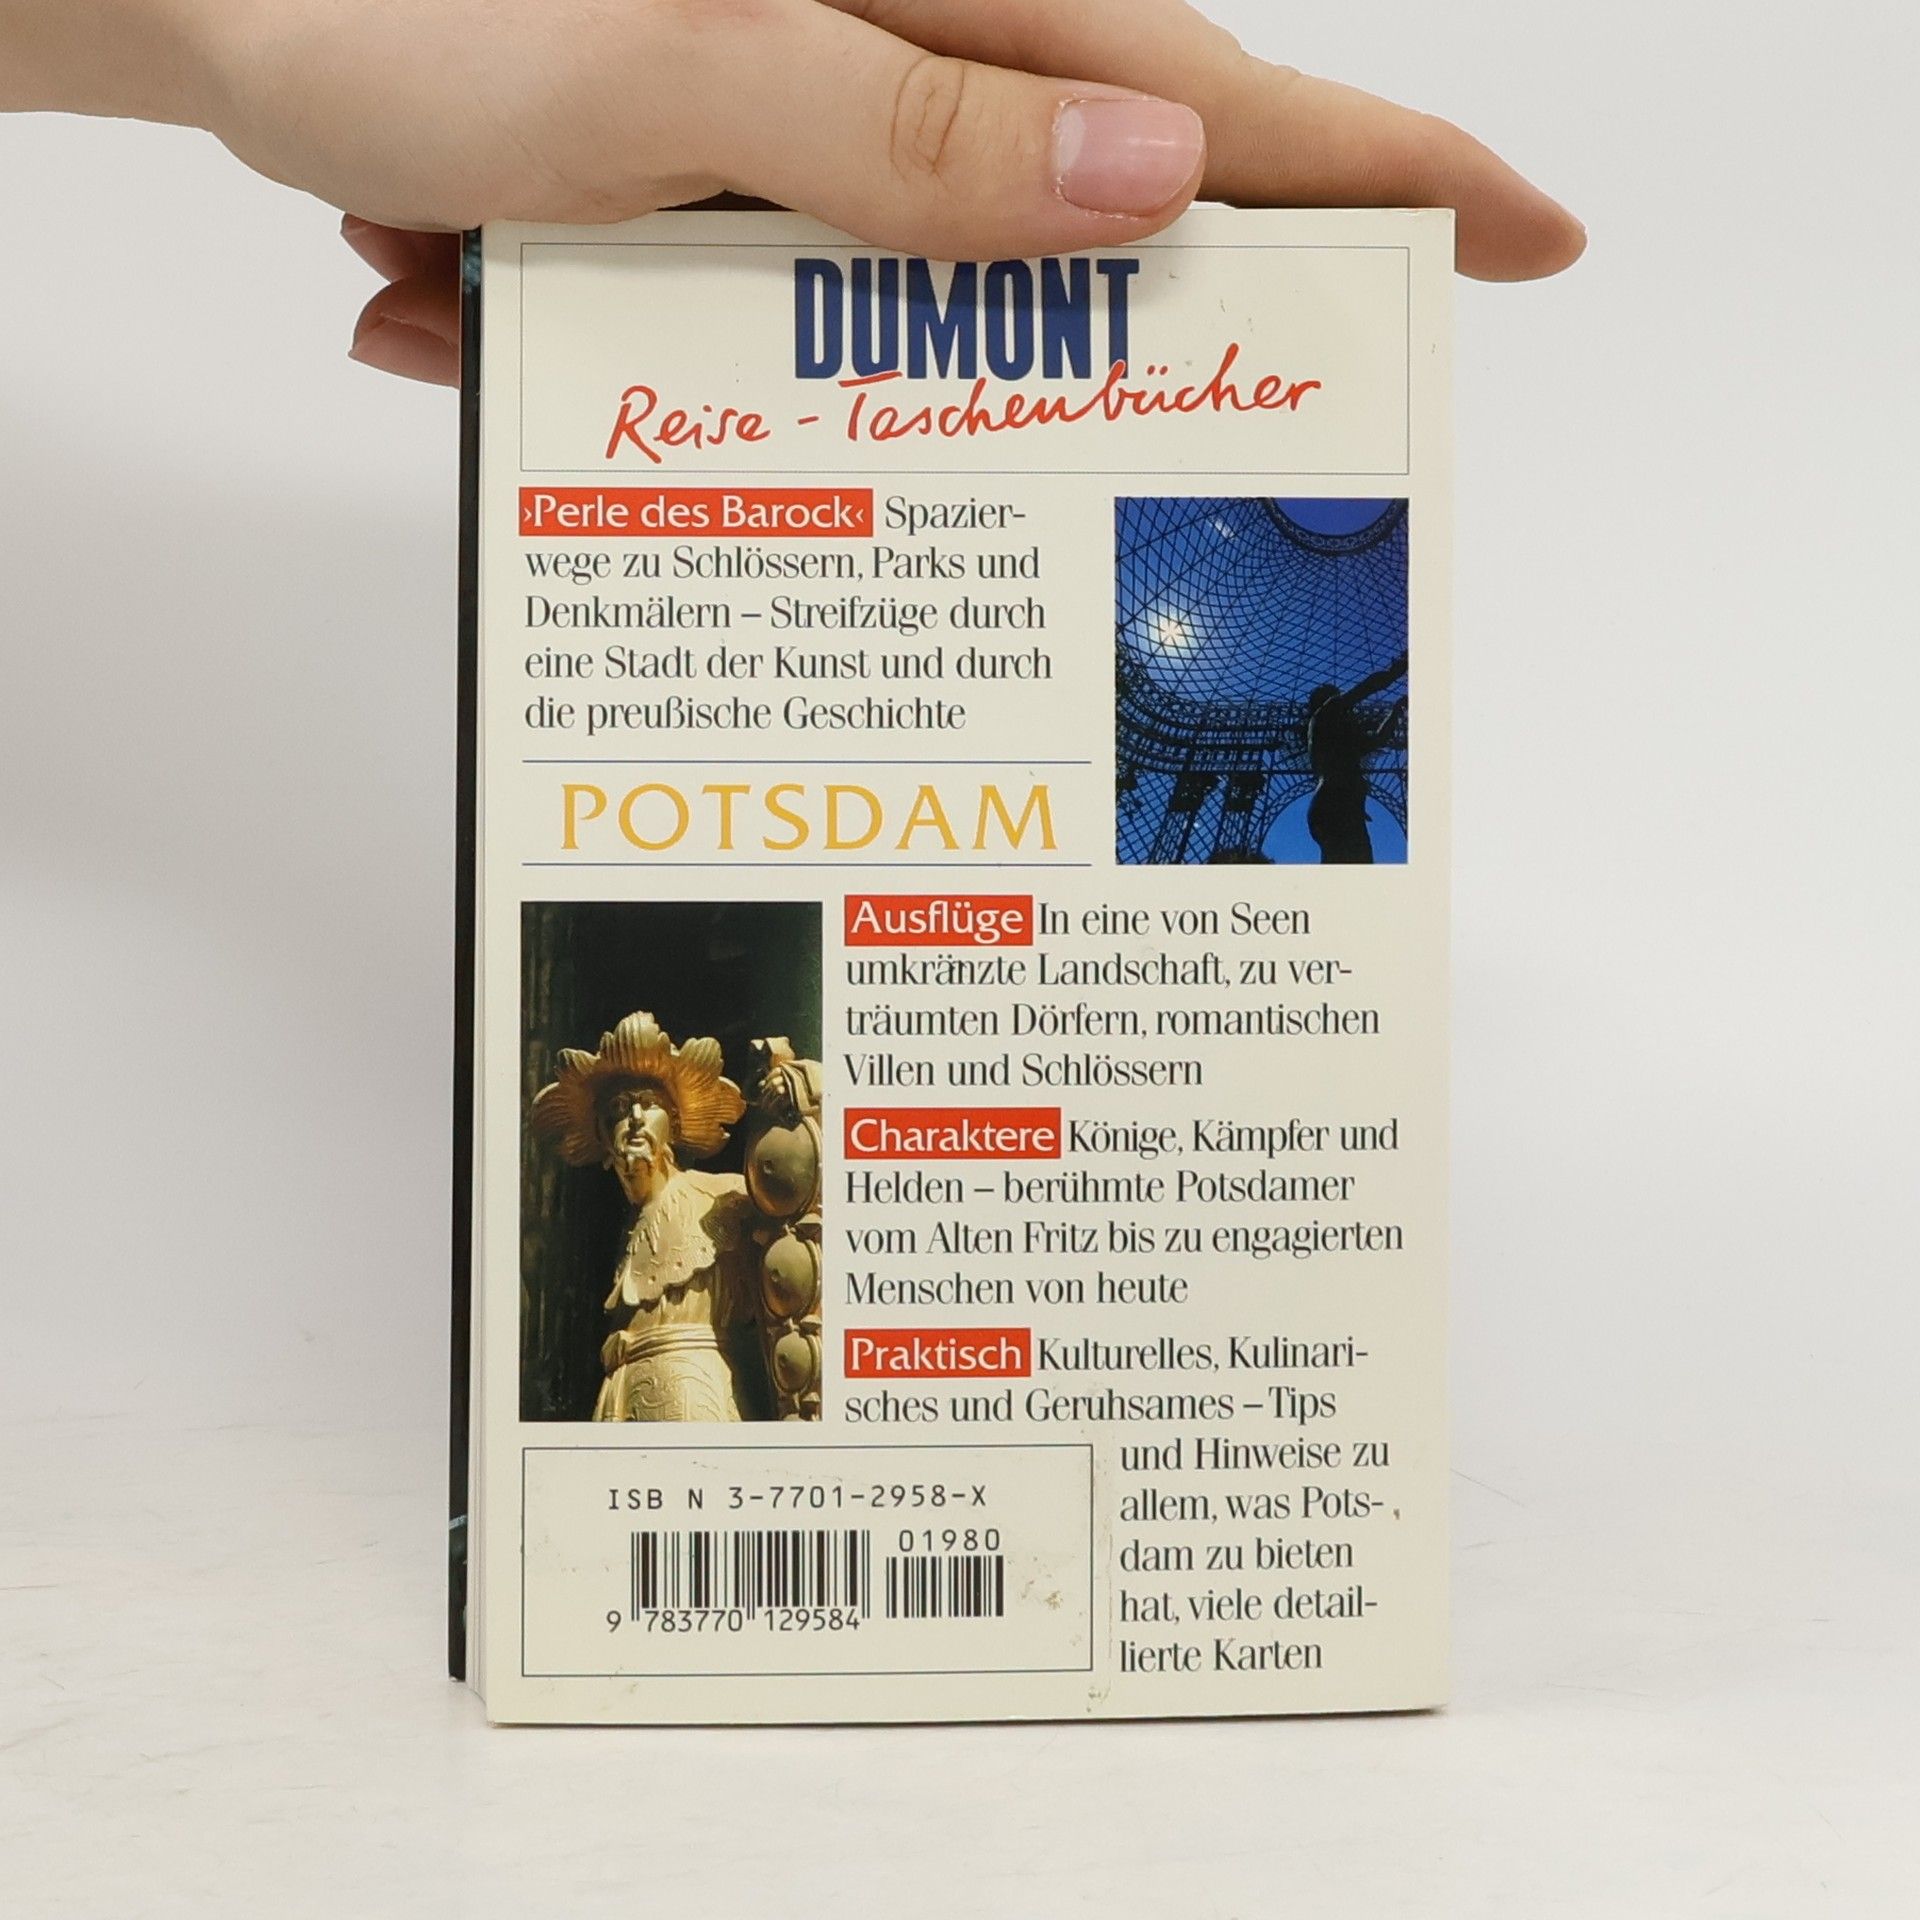 DUMONT
Reise-Taschenbücher
›Perle des Barock‹ Spazier-
wege zu Schlössern, Parks und
Denkmälern – Streifzüge durch
eine Stadt der Kunst und durch
die preußische Geschichte
POTSDAM
Ausflüge In eine von Seen
umkränzte Landschaft, zu ver-
träumten Dörfern, romantischen
Villen und Schlössern
Charaktere Könige, Kämpfer und
Helden – berühmte Potsdamer
vom Alten Fritz bis zu engagierten
Menschen von heute
Praktisch Kulturelles, Kulinari-
sches und Geruhsames – Tips
und Hinweise zu
allem, was Pots-
dam zu bieten
hat, viele detail-
lierte Karten
ISB N 3-7701-2958-X
01980
9 783770 129584